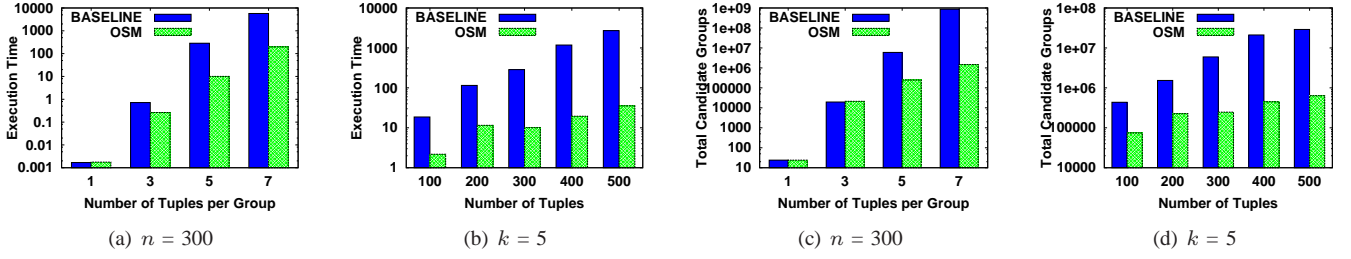 Execution Time
10000
1000
100
10
1
0.1
0.01
0.001
BASELINE
OSM
1 3 5 7
Number of Tuples per Group
(a) n = 300
Execution Time
10000
1000
100
10
1
BASELINE
OSM
100 200 300 400 500
Number of Tuples
(b) k = 5
Total Candidate Groups
1e+09
1e+08
1e+07
1e+06
100000
10000
1000
100
10
BASELINE
OSM
1 3 5 7
Number of Tuples per Group
(c) n = 300
Total Candidate Groups
1e+08
1e+07
1e+06
100000
10000
BASELINE
OSM
100 200 300 400 500
Number of Tuples
(d) k = 5